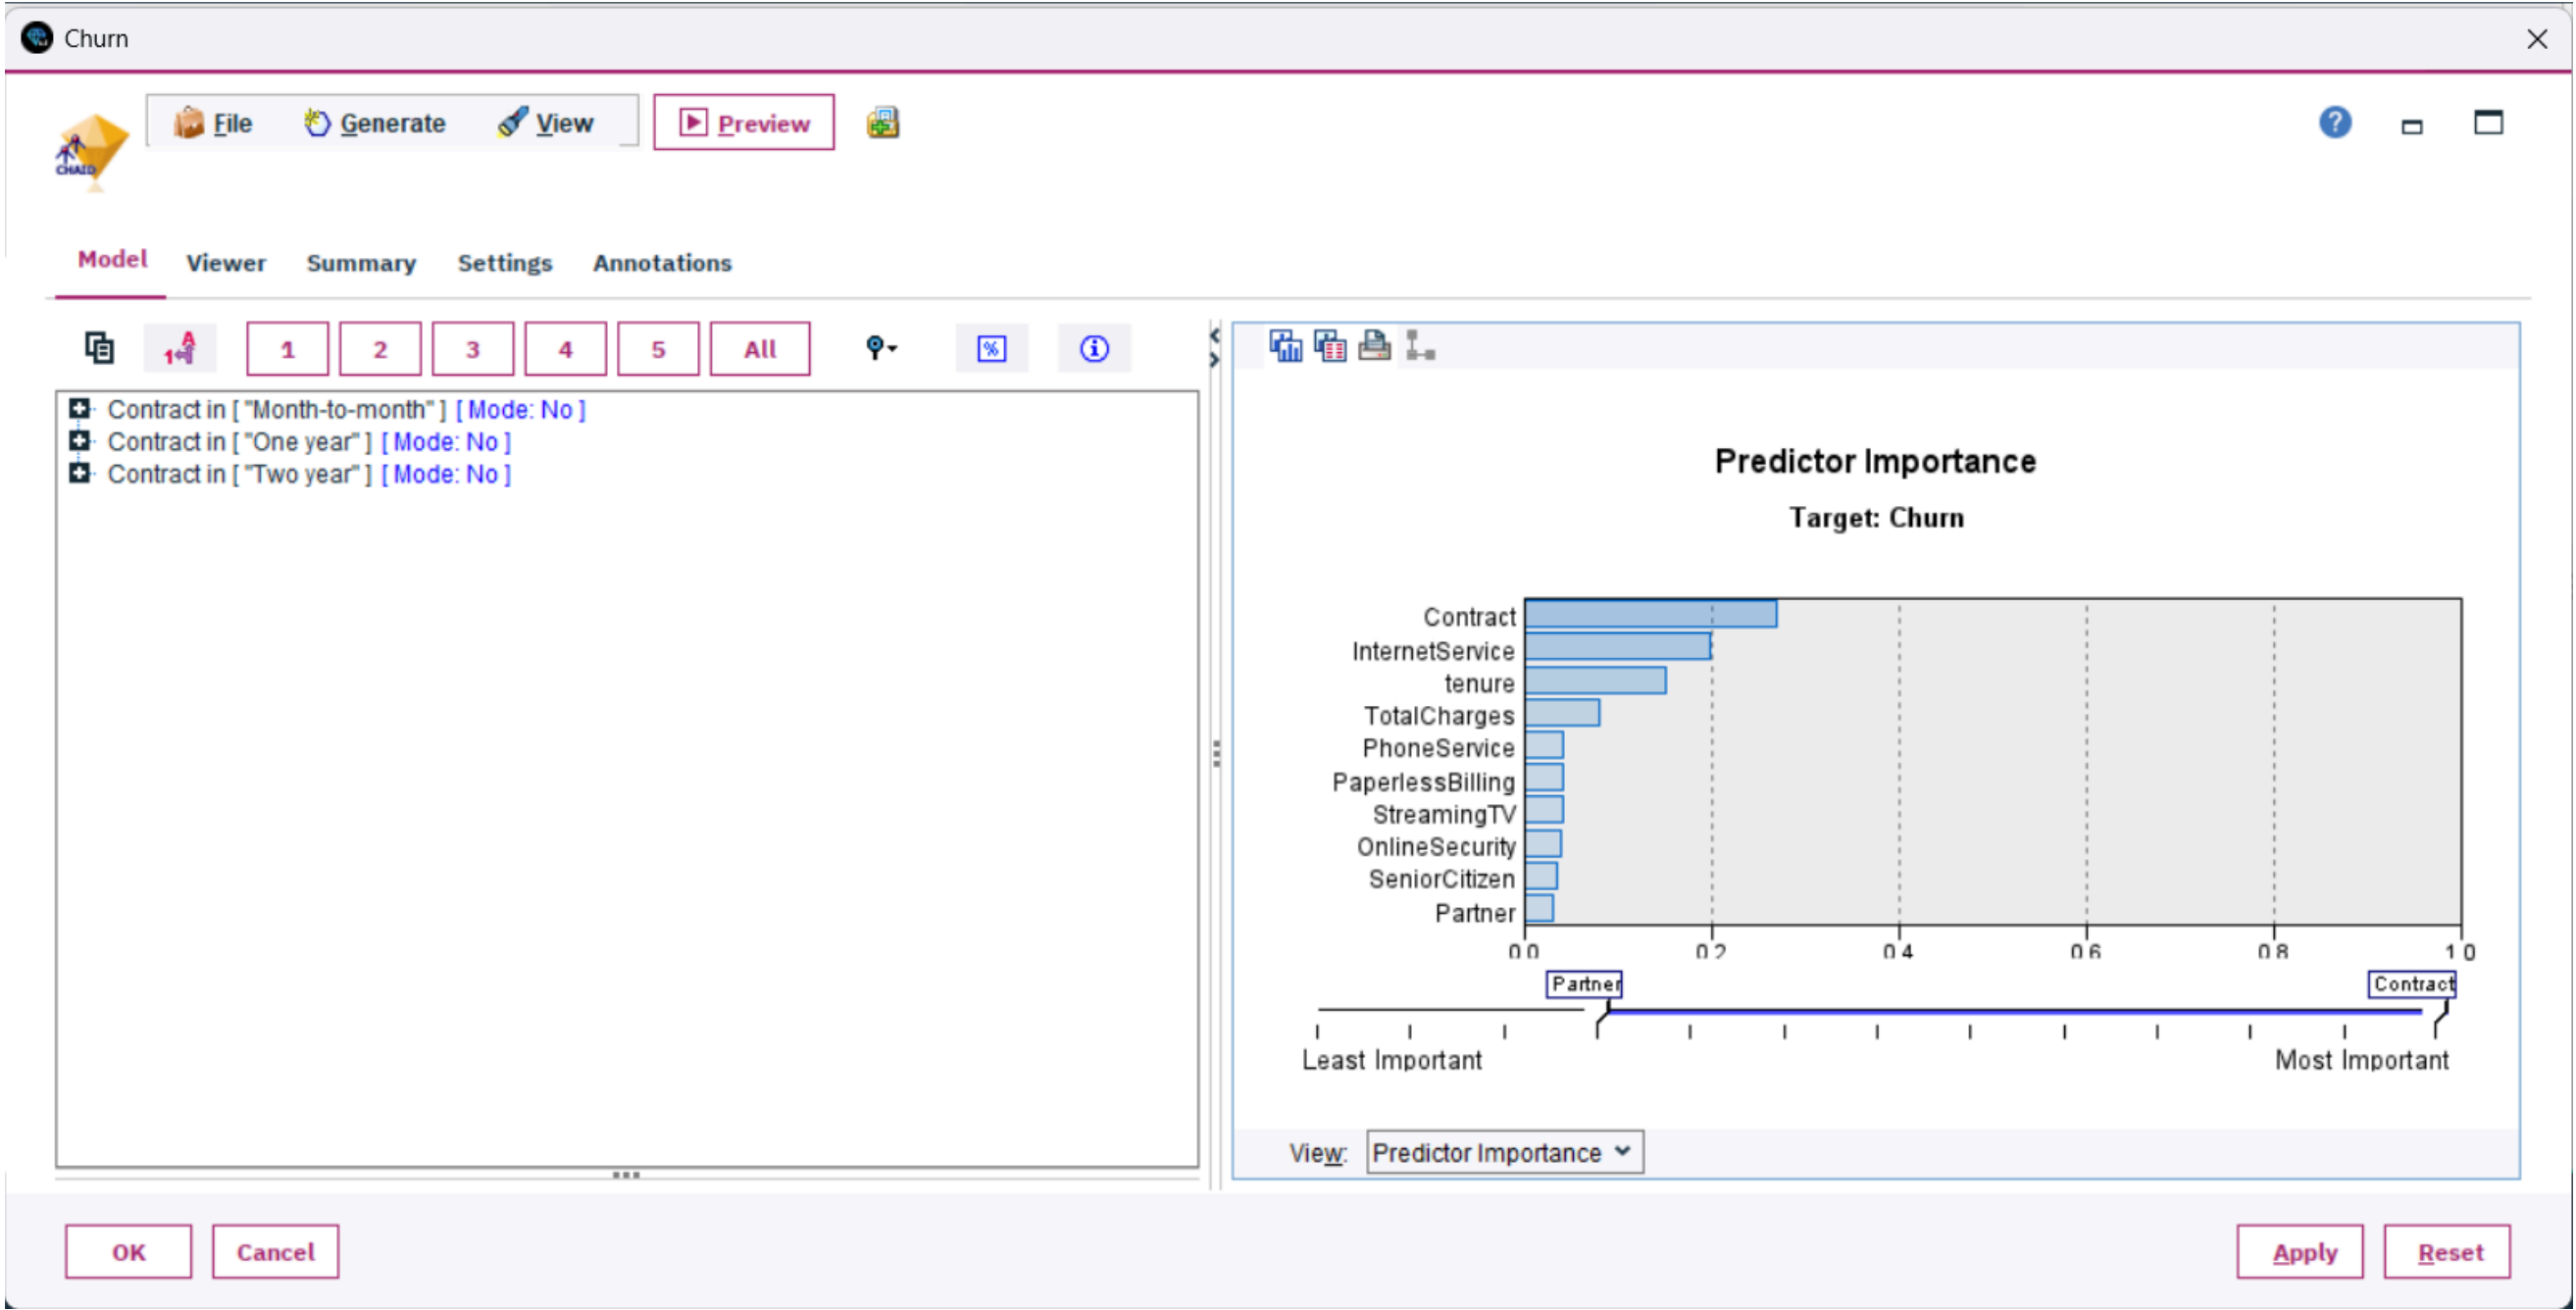 Churn
File Generate View Preview
CHAID
Model Viewer Summary Settings Annotations
1 2 3 4 5 All
Contract in [ "Month-to-month" ] [ Mode: No ]
Contract in [ "One year" ] [ Mode: No ]
Contract in [ "Two year" ] [ Mode: No ]
Predictor Importance
Target: Churn
Contract
InternetService
tenure
TotalCharges
PhoneService
PaperlessBilling
StreamingTV
OnlineSecurity
SeniorCitizen
Partner
0.0 0.2 0.4 0.6 0.8 1.0
Partner Contract
Least Important Most Important
View: Predictor Importance
OK Cancel Apply Reset